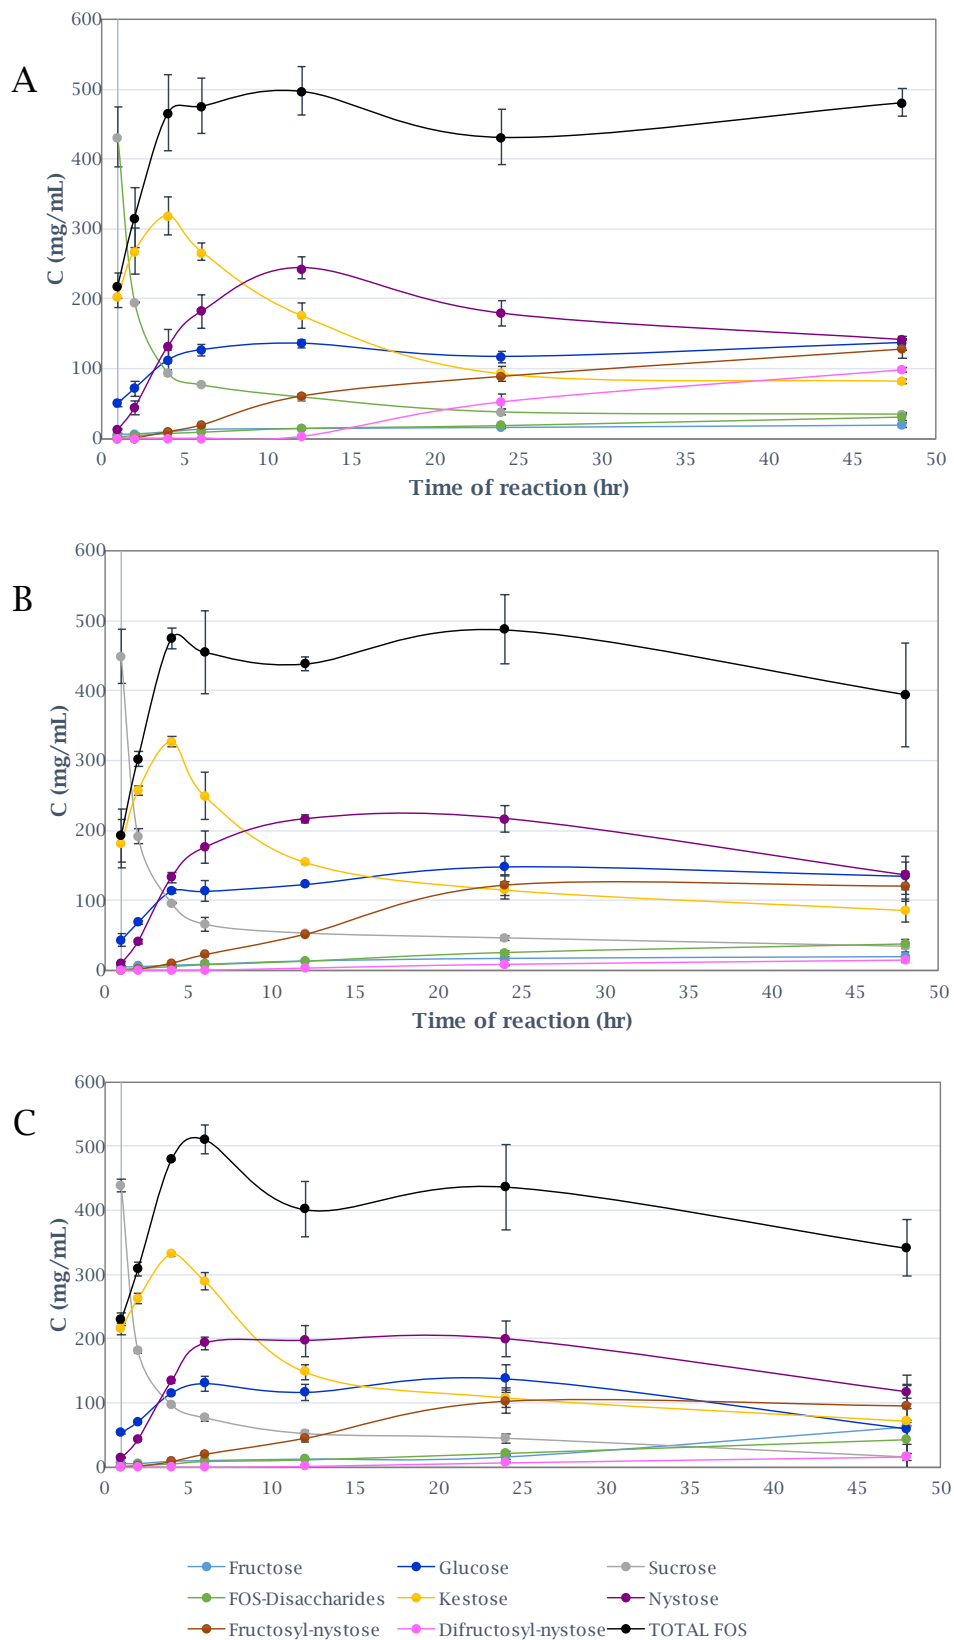 A
600
500
400
300
200
100
0
C (mg/mL)
0 5 10 15 20 25 30 35 40 45 50
Time of reaction (hr)
B
600
500
400
300
200
100
0
C (mg/mL)
0 5 10 15 20 25 30 35 40 45 50
Time of reaction (hr)
C
600
500
400
300
200
100
0
C (mg/mL)
0 5 10 15 20 25 30 35 40 45 50
Fructose Glucose Sucrose
FOS-Disaccharides Kestose Nystose
Fructosyl-nystose Difructosyl-nystose TOTAL FOS